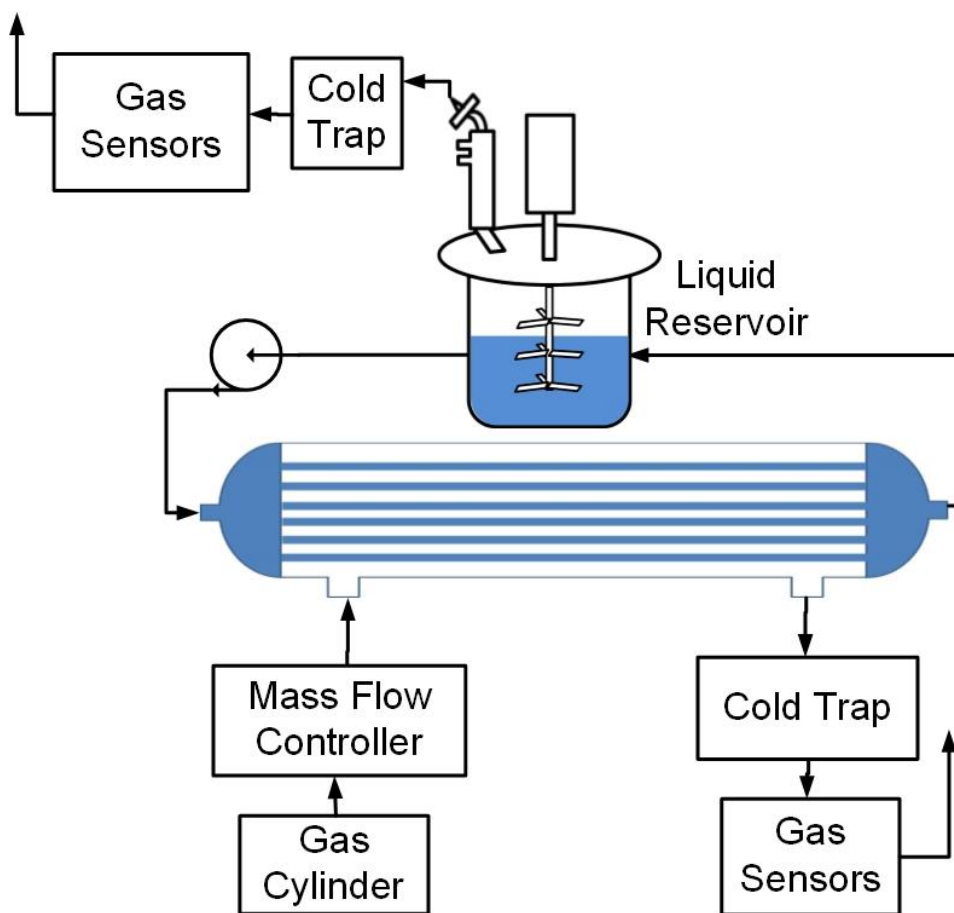 Gas
Sensors
Cold
Trap
Liquid
Reservoir
Mass Flow
Controller
Cold Trap
Gas
Cylinder
Gas
Sensors